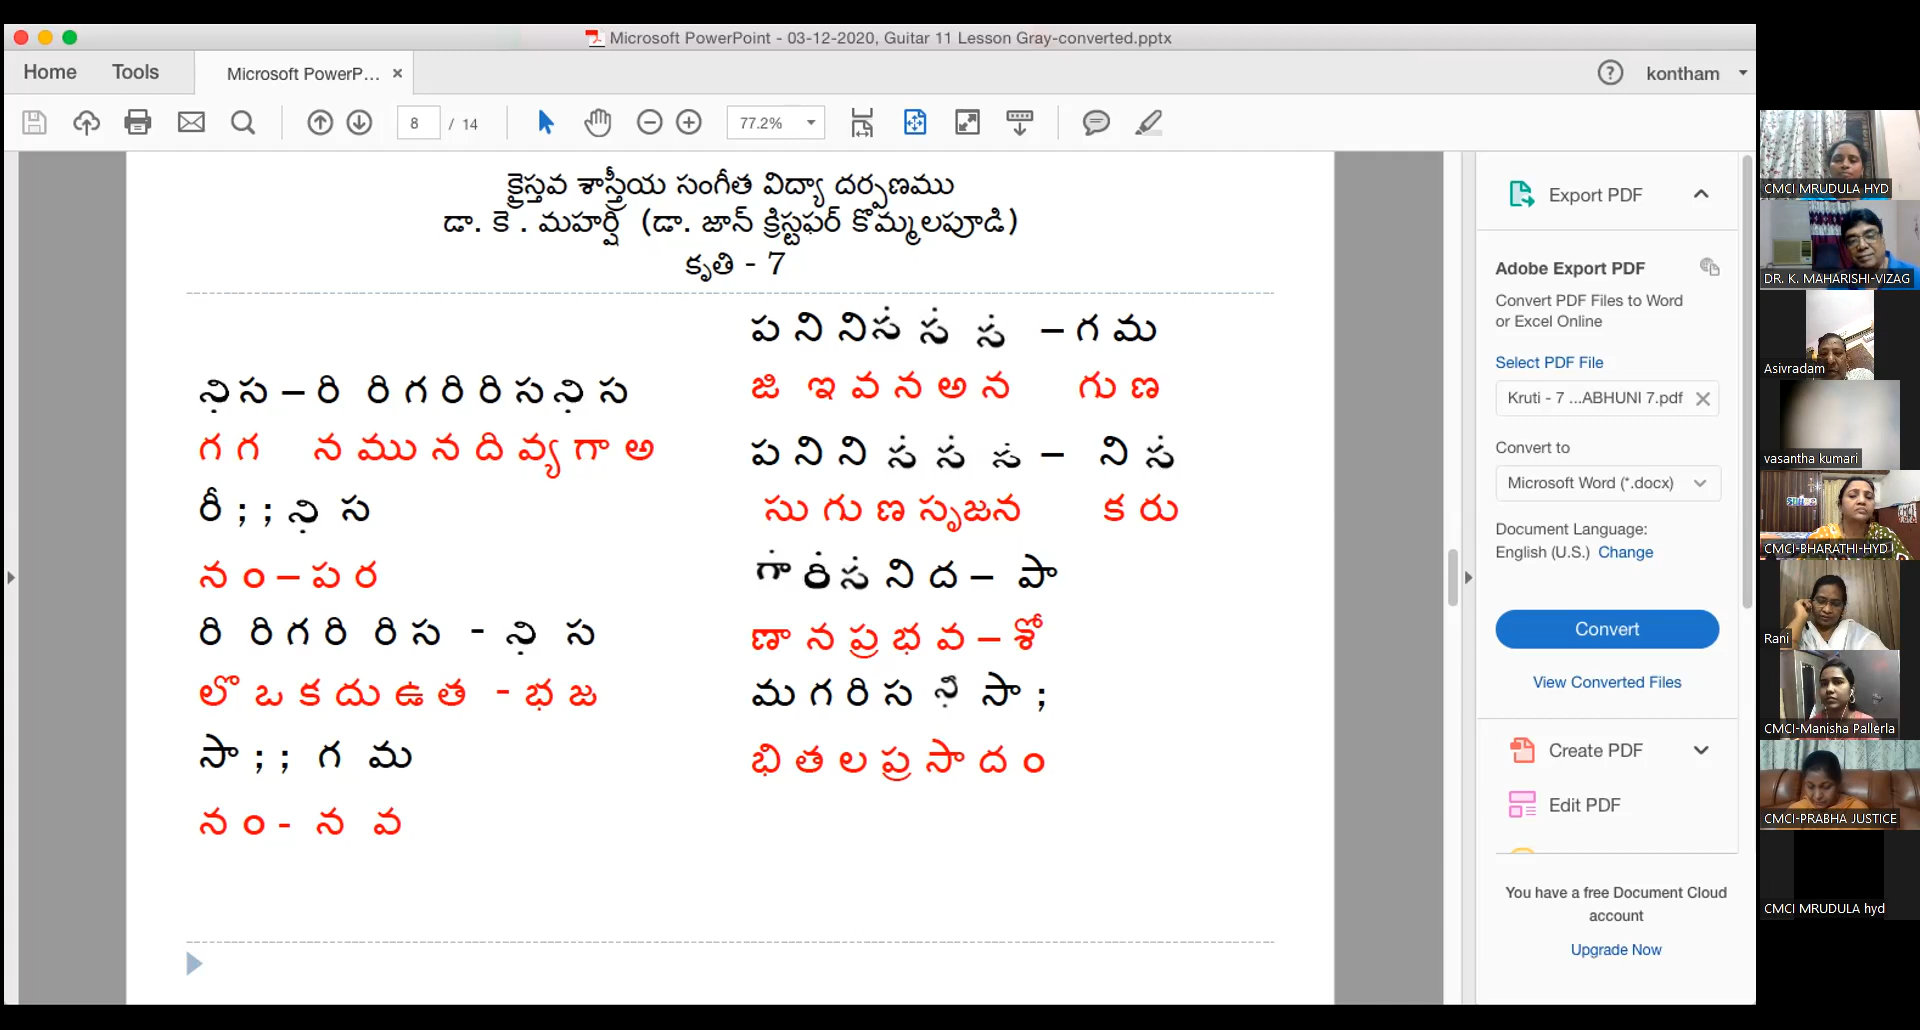 Microsoft PowerPoint - 03-12-2020, Guitar 11 Lesson Gray-converted.pptx
Home Tools Microsoft PowerP... × ? kontham
8 / 14 77.2%
క్రైస్తవ శాస్త్రీయ సంగీత విద్యా దర్పణము
డా. కె . మహర్షి (డా. జాన్ క్రిస్టఫర్ కొమ్మలపూడి)
కృతి - 7
ని̣ స – రి రి గ రి రి స ని̣ స
గ గ న ము న ది వ్య గా అ
రీ ; ; ని̣ స
న ం – ప ర
రి రి గ రి రి స - ని̣ స
లొ ఒ క దు ఉ త - భ జ
సా ; ; గ మ
న ం - న వ
ప ని నిస̇ స̇ స̇ – గ మ
జి ఇ వ న అ న గు ణ
ప ని ని స̇ స̇ స̇ – ని స̇
సు గు ణ సృజన క రు
గా̇ రి̇ స̇ ని ద – పా
ణా న ప్ర భ వ – శో
మ గ రి స ని̣ సా ;
భి త ల ప్ర సా ద ం
Export PDF
Adobe Export PDF
Convert PDF Files to Word
or Excel Online
Select PDF File
Kruti - 7 ...ABHUNI 7.pdf
Convert to
Microsoft Word (*.docx)
Document Language:
English (U.S.) Change
Convert
View Converted Files
Create PDF
Edit PDF
You have a free Document Cloud
account
Upgrade Now
CMCI MRUDULA HYD
DR. K. MAHARISHI-VIZAG
Asivradam
vasantha kumari
CMCI-BHARATHI-HYD
Rani
CMCI-Manisha Pallerla
CMCI-PRABHA JUSTICE
CMCI MRUDULA hyd